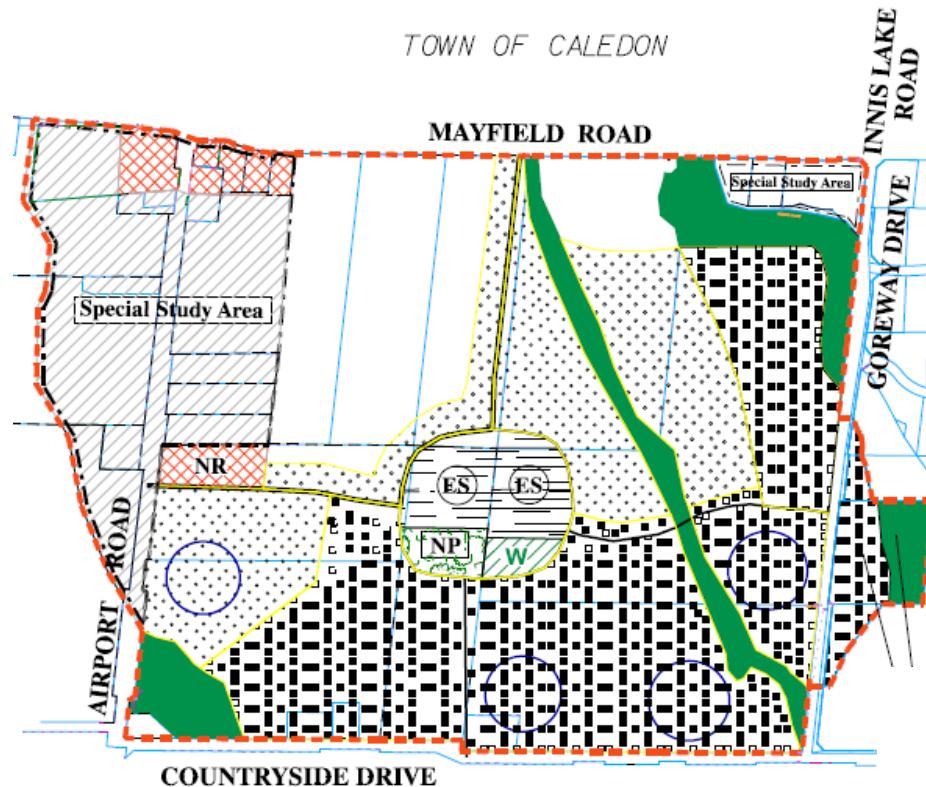 TOWN OF CALEDON
MAYFIELD ROAD
INNIS LAKE
ROAD
Special Study Area
GOREWAY DRIVE
Special Study Area
NR
ES
ES
NP
W
AIRPORT ROAD
COUNTRYSIDE DRIVE